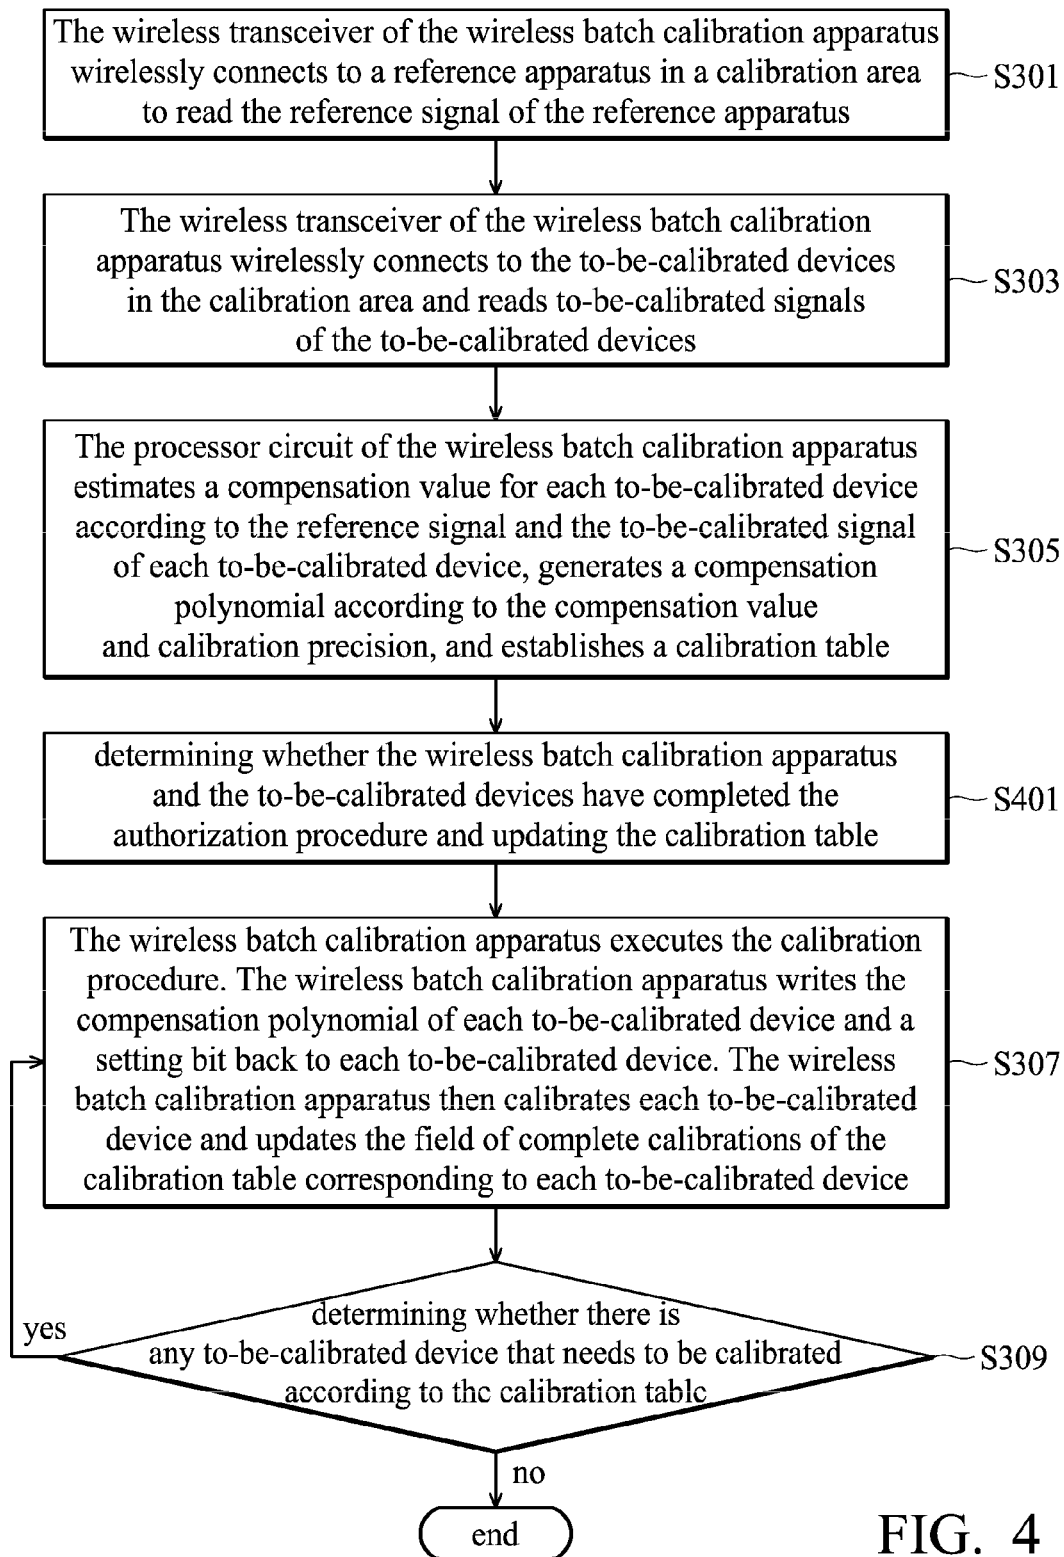 The wireless transceiver of the wireless batch calibration apparatus
wirelessly connects to a reference apparatus in a calibration area
to read the reference signal of the reference apparatus
S301
The wireless transceiver of the wireless batch calibration
apparatus wirelessly connects to the to-be-calibrated devices
in the calibration area and reads to-be-calibrated signals
of the to-be-calibrated devices
S303
The processor circuit of the wireless batch calibration apparatus
estimates a compensation value for each to-be-calibrated device
according to the reference signal and the to-be-calibrated signal
of each to-be-calibrated device, generates a compensation
polynomial according to the compensation value
and calibration precision, and establishes a calibration table
S305
determining whether the wireless batch calibration apparatus
and the to-be-calibrated devices have completed the
authorization procedure and updating the calibration table
S401
The wireless batch calibration apparatus executes the calibration
procedure. The wireless batch calibration apparatus writes the
compensation polynomial of each to-be-calibrated device and a
setting bit back to each to-be-calibrated device. The wireless
batch calibration apparatus then calibrates each to-be-calibrated
device and updates the field of complete calibrations of the
calibration table corresponding to each to-be-calibrated device
S307
determining whether there is
any to-be-calibrated device that needs to be calibrated
according to the calibration table
S309
yes
no
end
FIG. 4